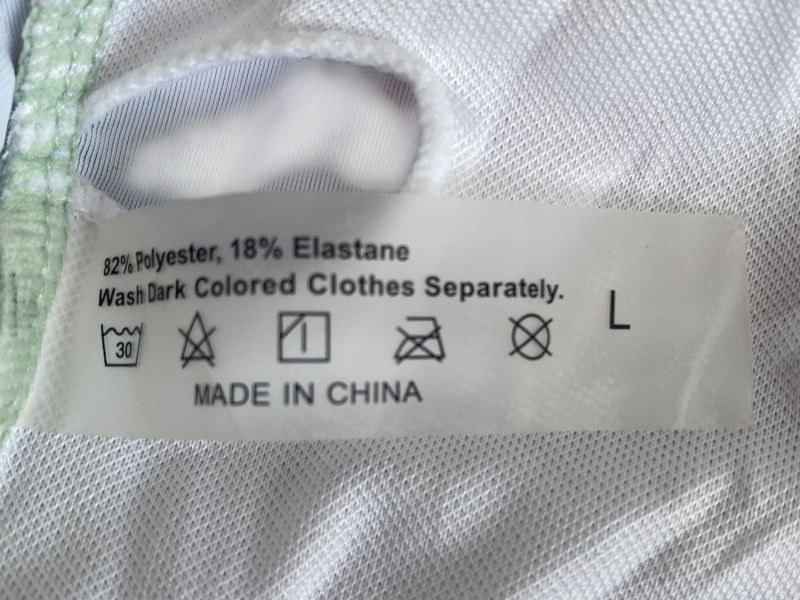 82% Polyester, 18% Elastane
Wash Dark Colored Clothes Separately.
L
30
MADE IN CHINA